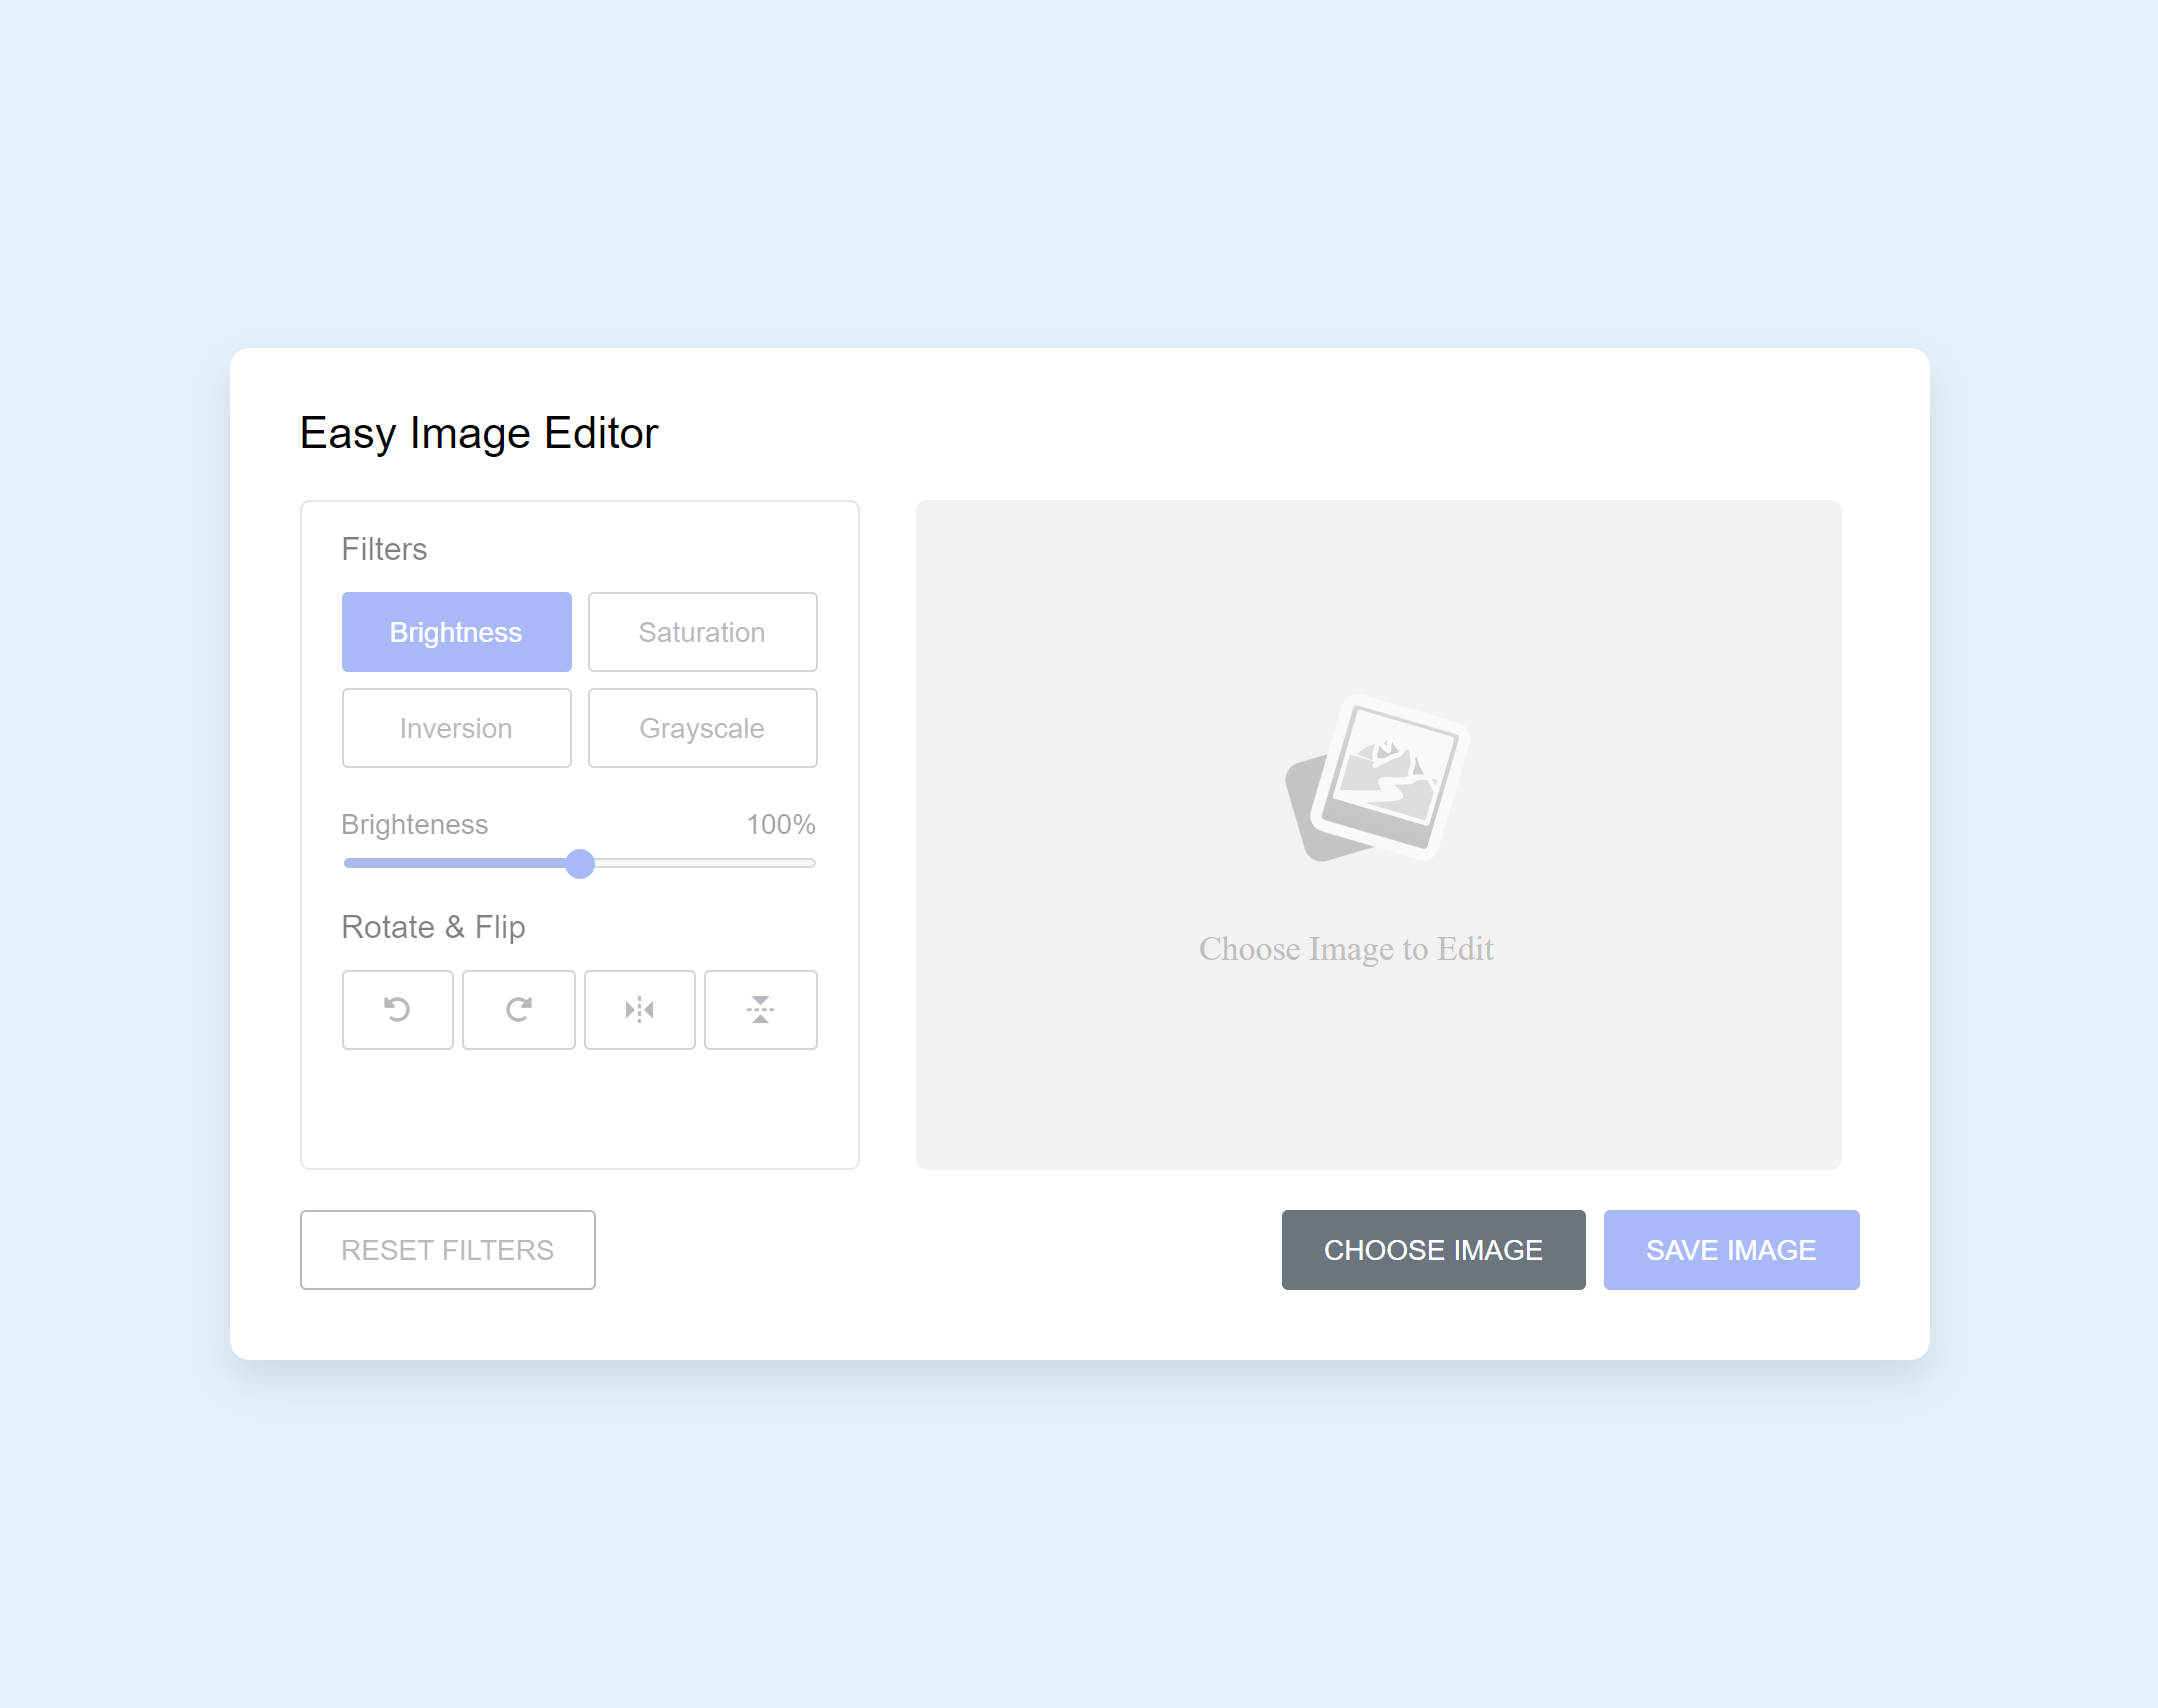 Easy Image Editor
Filters
Brightness
Saturation
Inversion
Grayscale
Brighteness 100%
Rotate & Flip
Choose Image to Edit
RESET FILTERS
CHOOSE IMAGE
SAVE IMAGE